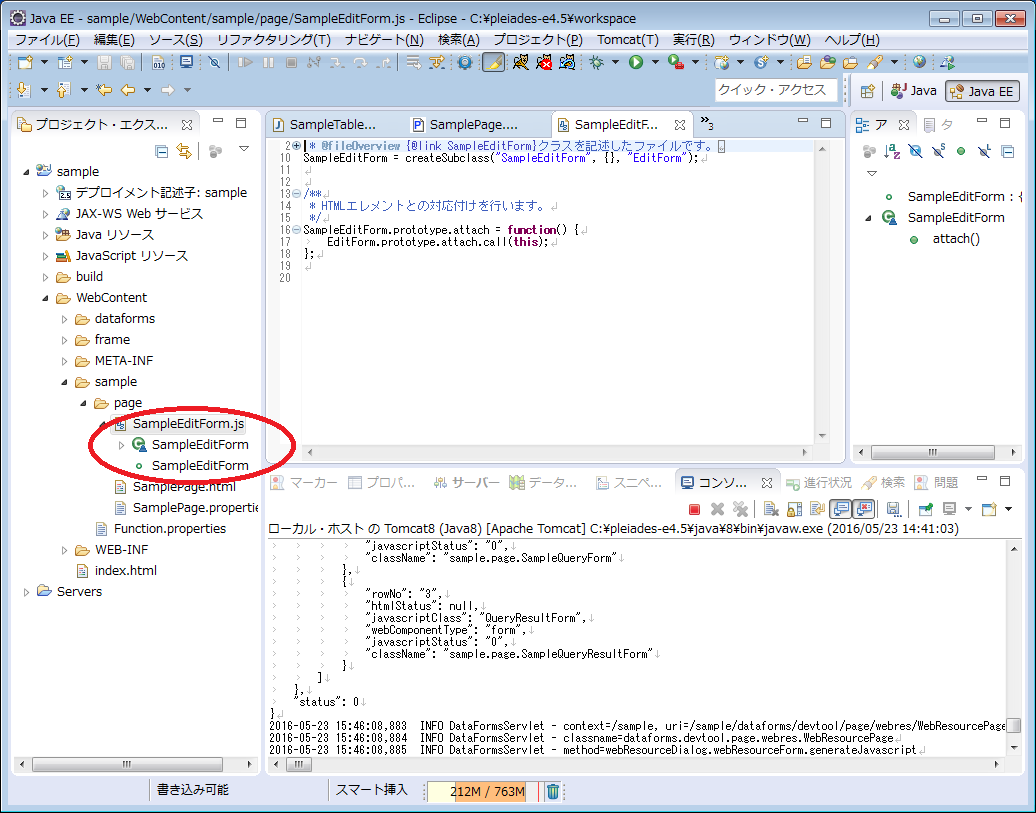 Java EE - sample/WebContent/sample/page/SampleEditForm.js - Eclipse - C:¥pleiades-e4.5¥workspace
ファイル(F) 編集(E) ソース(S) リファクタリング(T) ナビゲート(N) 検索(A) プロジェクト(P) Tomcat(T) 実行(R) ウィンドウ(W) ヘルプ(H)
クイック・アクセス
Java
Java EE
プロジェクト・エクス...
sample
デプロイメント記述子: sample
JAX-WS Web サービス
Java リソース
JavaScript リソース
build
WebContent
dataforms
frame
META-INF
sample
page
SampleEditForm.js
SampleEditForm
SampleEditForm
SamplePage.html
SamplePage.propertie
Function.properties
WEB-INF
index.html
Servers
SampleTable...
SamplePage....
SampleEditF...
»3
2 * @fileOverview {@link SampleEditForm}クラスを記述したファイルです。
10 SampleEditForm = createSubclass("SampleEditForm", {}, "EditForm");
11
12
13 /**
14 * HTMLエレメントとの対応付けを行います。
15 */
16 SampleEditForm.prototype.attach = function() {
17 EditForm.prototype.attach.call(this);
18 };
19
20
ア
タ
SampleEditForm : {
SampleEditForm
attach()
マーカー
プロパ...
サーバー
データ...
スニペ...
コンソ...
進行状況
検索
問題
ローカル・ホスト の Tomcat8 (Java8) [Apache Tomcat] C:¥pleiades-e4.5¥java¥8¥bin¥javaw.exe (2016/05/23 14:41:03)
"javascriptStatus": "0",
"className": "sample.page.SampleQueryForm"
},
{
"rowNo": "3",
"htmlStatus": null,
"javascriptClass": "QueryResultForm",
"webComponentType": "form",
"javascriptStatus": "0",
"className": "sample.page.SampleQueryResultForm"
}
]
},
"status": 0
}
2016-05-23 15:46:08,883 INFO DataFormsServlet - context=/sample, uri=/sample/dataforms/devtool/page/webres/WebResourcePage
2016-05-23 15:46:08,884 INFO DataFormsServlet - classname=dataforms.devtool.page.webres.WebResourcePage
2016-05-23 15:46:08,885 INFO DataFormsServlet - method=webResourceDialog.webResourceForm.generateJavascript
書き込み可能
スマート挿入
212M / 763M